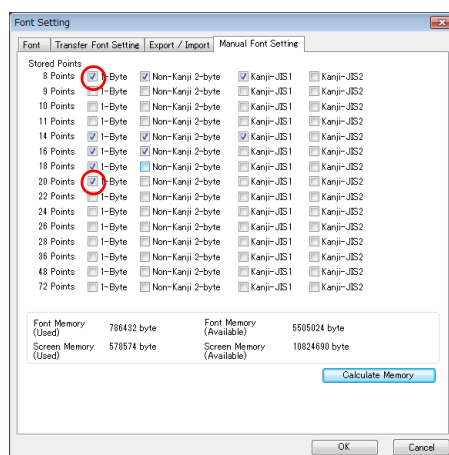 Font Setting
Font Transfer Font Setting Export / Import Manual Font Setting
Stored Points
8 Points 1-Byte Non-Kanji 2-byte Kanji-JIS1 Kanji-JIS2
9 Points 1-Byte Non-Kanji 2-byte Kanji-JIS1 Kanji-JIS2
10 Points 1-Byte Non-Kanji 2-byte Kanji-JIS1 Kanji-JIS2
11 Points 1-Byte Non-Kanji 2-byte Kanji-JIS1 Kanji-JIS2
14 Points 1-Byte Non-Kanji 2-byte Kanji-JIS1 Kanji-JIS2
16 Points 1-Byte Non-Kanji 2-byte Kanji-JIS1 Kanji-JIS2
18 Points 1-Byte Non-Kanji 2-byte Kanji-JIS1 Kanji-JIS2
20 Points 1-Byte Non-Kanji 2-byte Kanji-JIS1 Kanji-JIS2
22 Points 1-Byte Non-Kanji 2-byte Kanji-JIS1 Kanji-JIS2
24 Points 1-Byte Non-Kanji 2-byte Kanji-JIS1 Kanji-JIS2
26 Points 1-Byte Non-Kanji 2-byte Kanji-JIS1 Kanji-JIS2
28 Points 1-Byte Non-Kanji 2-byte Kanji-JIS1 Kanji-JIS2
36 Points 1-Byte Non-Kanji 2-byte Kanji-JIS1 Kanji-JIS2
48 Points 1-Byte Non-Kanji 2-byte Kanji-JIS1 Kanji-JIS2
72 Points 1-Byte Non-Kanji 2-byte Kanji-JIS1 Kanji-JIS2
Font Memory (Used) 786432 byte Font Memory (Available) 5505024 byte
Screen Memory (Used) 578574 byte Screen Memory (Available) 10824690 byte
Calculate Memory
OK Cancel